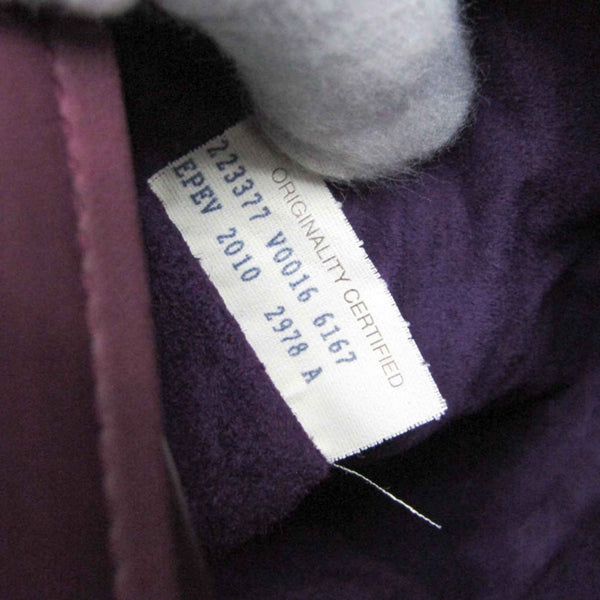 ORIGINALITY CERTIFIED
223377 V0016 6167
EPEV 2010 2978 A